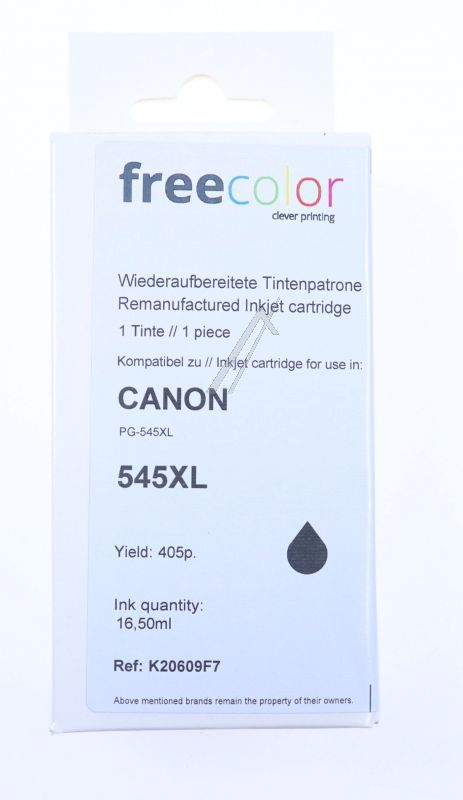 freecolor
clever printing
Wiederaufbereitete Tintenpatrone
Remanufactured Inkjet cartridge
1 Tinte // 1 piece
Kompatibel zu // Inkjet cartridge for use in:
CANON
PG-545XL
545XL
Yield: 405p.
Ink quantity:
16,50ml
Ref: K20609F7
Above mentioned brands remain the property of their owners.